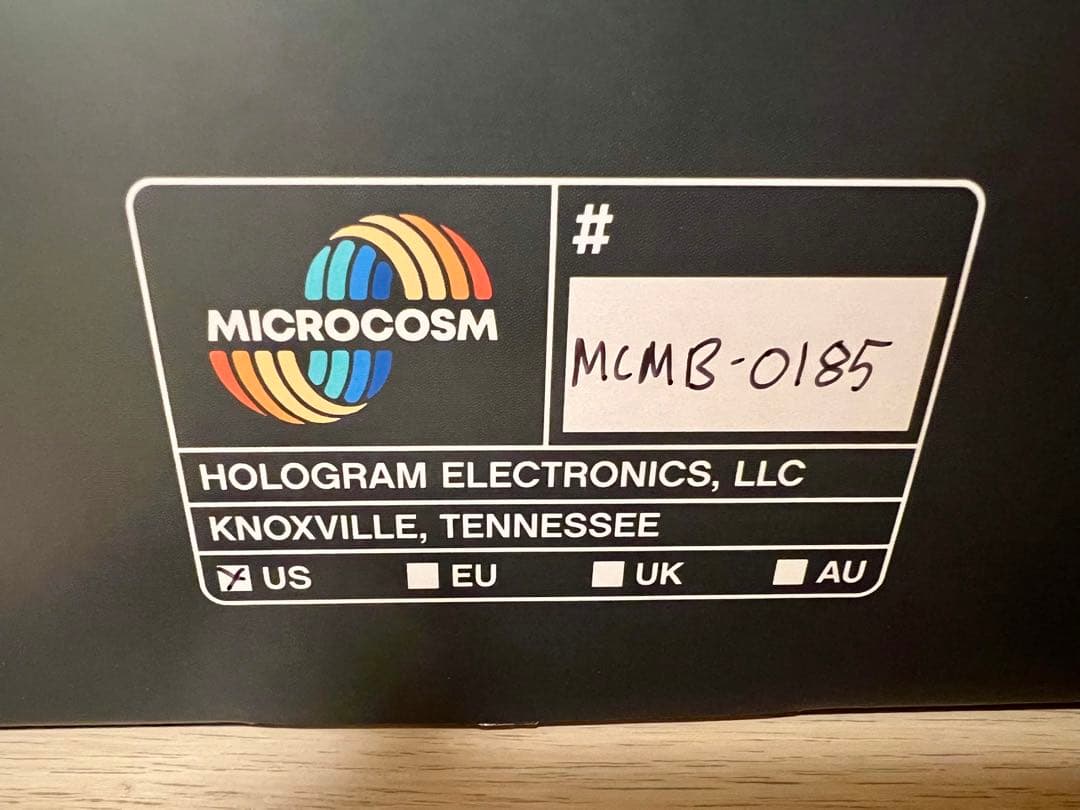 #
MICROCOSM
MCMB-0185
HOLOGRAM ELECTRONICS, LLC
KNOXVILLE, TENNESSEE
US EU UK AU